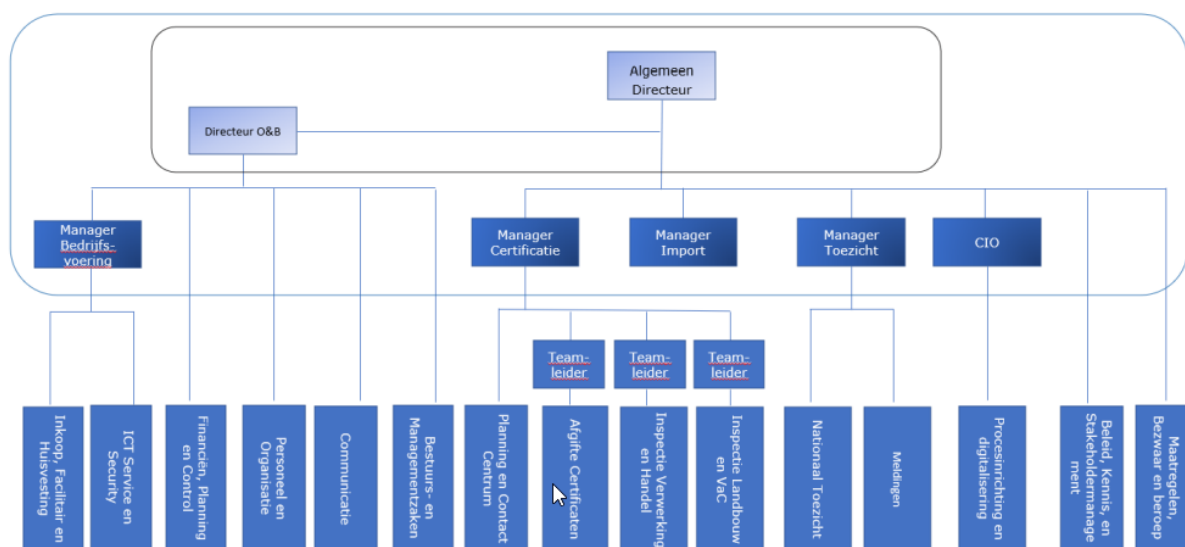 Algemeen
Directeur
Directeur O&B
Manager
Bedrijfs-
voering
Manager
Certificatie
Manager
Import
Manager
Toezicht
CIO
Team-
leider
Team-
leider
Team-
leider
Inkoop, Facilitair en
Huisvesting
ICT Service en
Security
Financiën, Planning
en Control
Personeel en
Organisatie
Communicatie
Bestuurs- en
Managementzaken
Planning en Contact
Centrum
Afgifte Certificaten
Inspectie Verwerking
en Handel
Inspectie Landbouw
en VaC
Nationaal Toezicht
Meldingen
Procesinrichting en
digitalisering
Beleid, Kennis, en
Stakeholdermanage
ment
Maatregelen,
Bezwaar en beroep